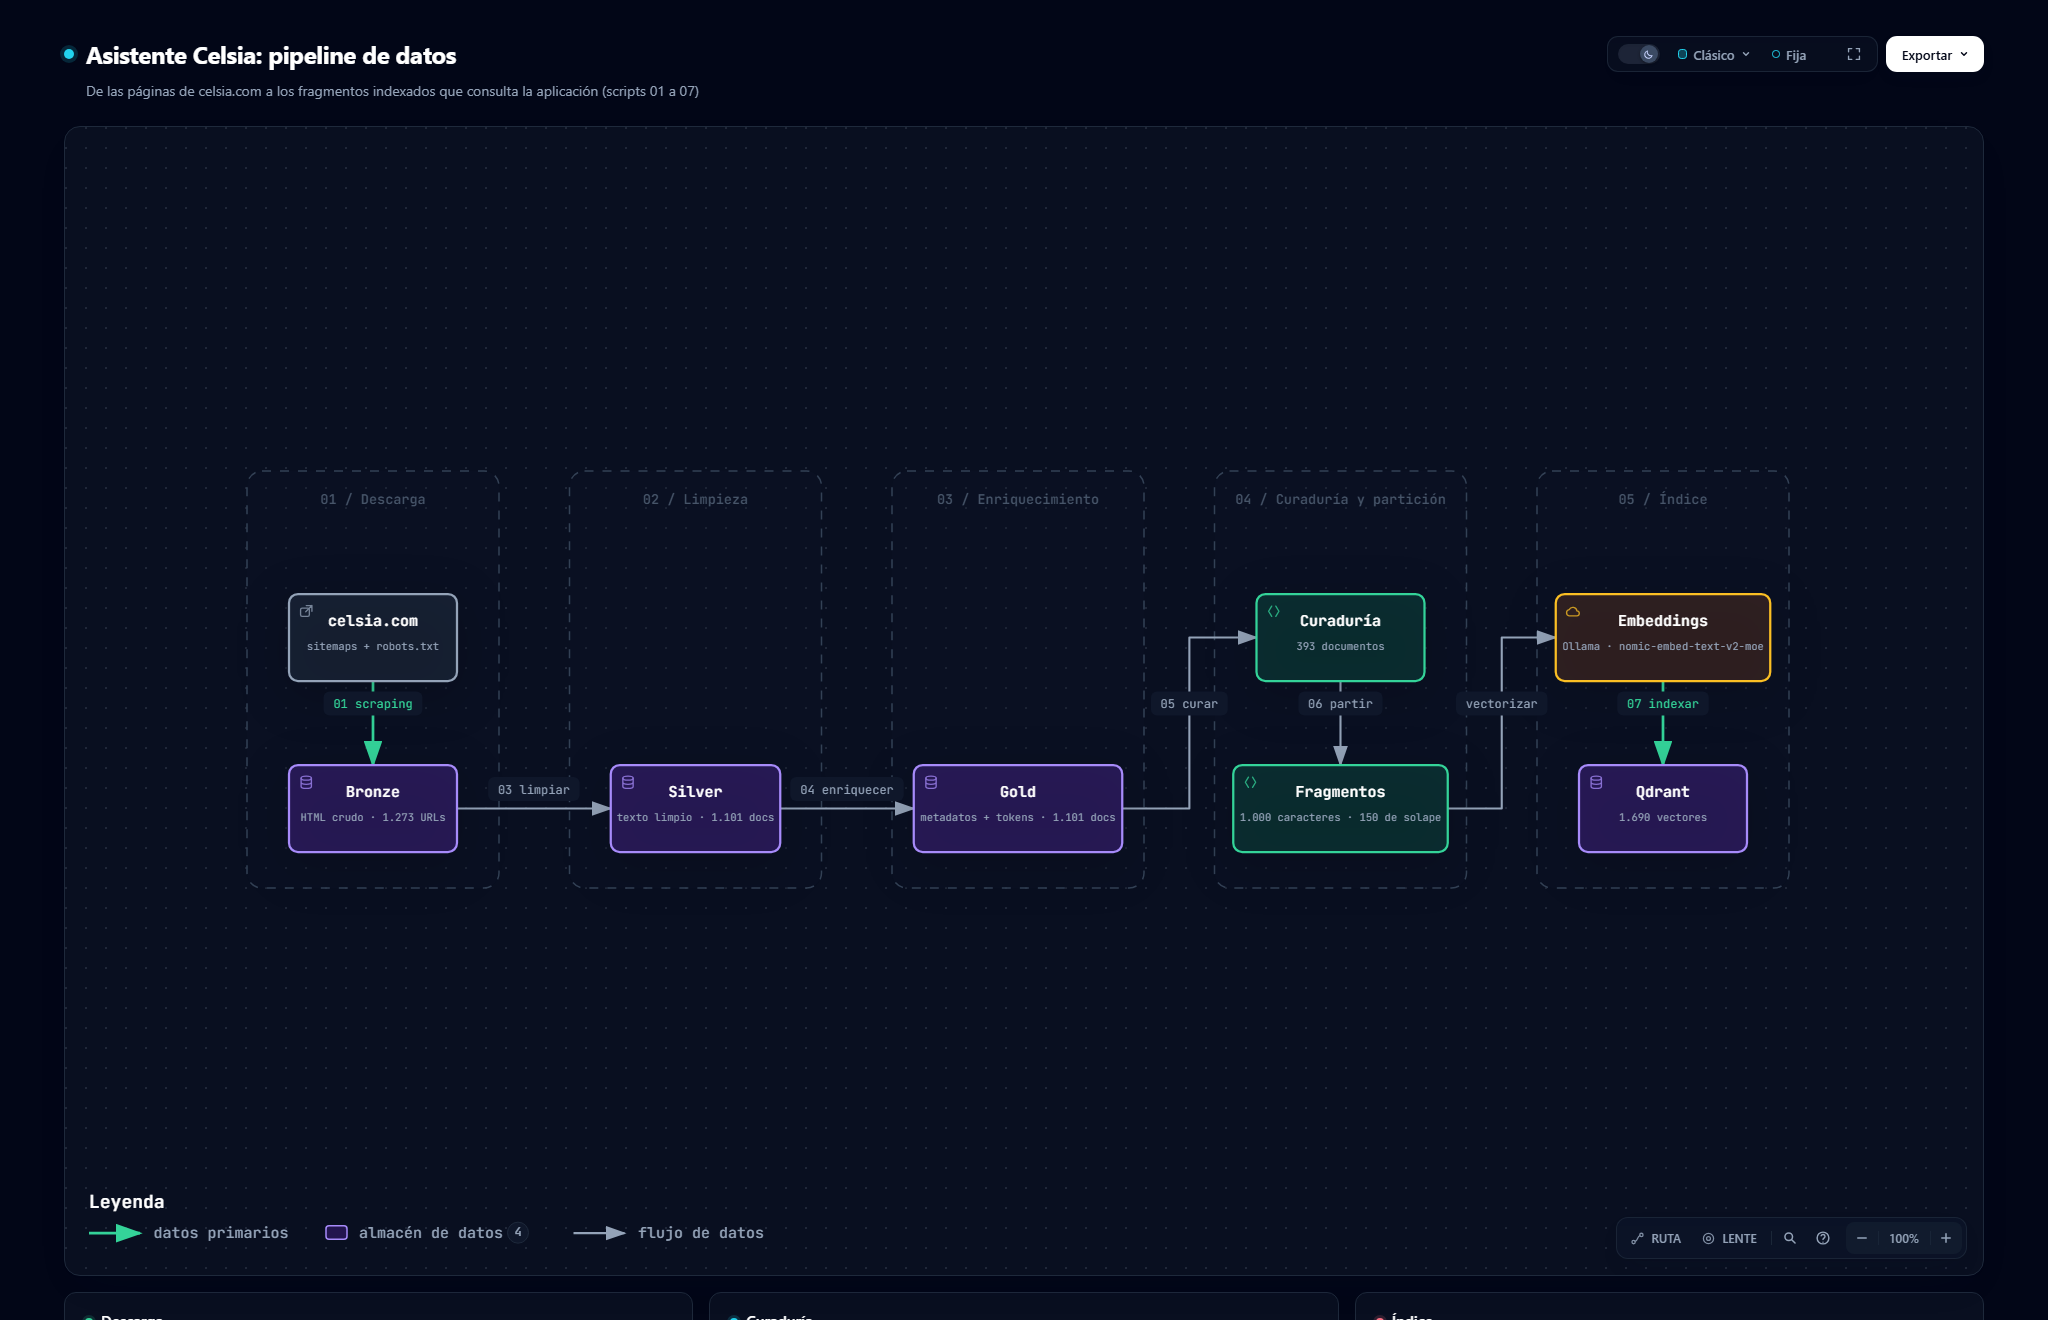 Asistente Celsia: pipeline de datos
De las páginas de celsia.com a los fragmentos indexados que consulta la aplicación (scripts 01 a 07)
Clásico
Fija
Exportar
01 / Descarga
02 / Limpieza
03 / Enriquecimiento
04 / Curaduría y partición
05 / Índice
celsia.com
sitemaps + robots.txt
Curaduría
393 documentos
Embeddings
Ollama · nomic-embed-text-v2-moe
01 scraping
05 curar
06 partir
vectorizar
07 indexar
Bronze
HTML crudo · 1.273 URLs
03 limpiar
Silver
texto limpio · 1.101 docs
04 enriquecer
Gold
metadatos + tokens · 1.101 docs
Fragmentos
1.000 caracteres · 150 de solape
Qdrant
1.690 vectores
Leyenda
datos primarios
almacén de datos 4
flujo de datos
RUTA
LENTE
100%
Descarga
Curaduría
Índice